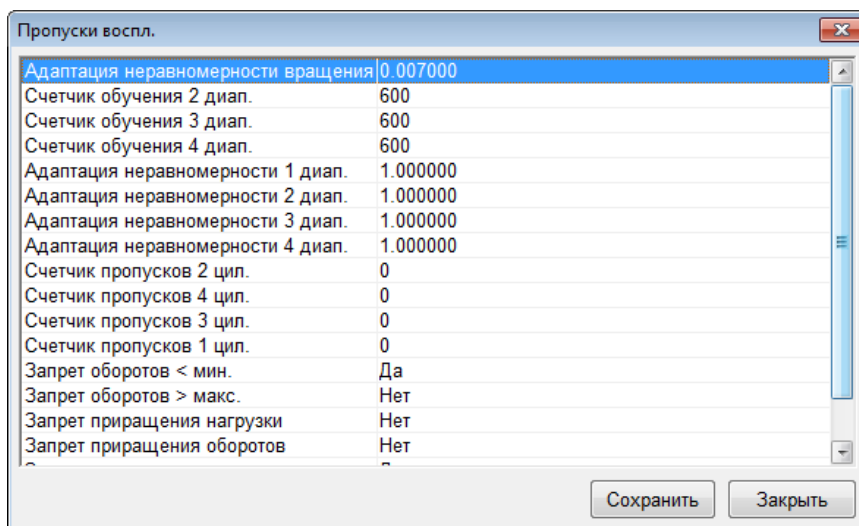 Пропуски воспл.
Адаптация неравномерности вращения 0.007000
Счетчик обучения 2 диап. 600
Счетчик обучения 3 диап. 600
Счетчик обучения 4 диап. 600
Адаптация неравномерности 1 диап. 1.000000
Адаптация неравномерности 2 диап. 1.000000
Адаптация неравномерности 3 диап. 1.000000
Адаптация неравномерности 4 диап. 1.000000
Счетчик пропусков 2 цил. 0
Счетчик пропусков 4 цил. 0
Счетчик пропусков 3 цил. 0
Счетчик пропусков 1 цил. 0
Запрет оборотов < мин. Да
Запрет оборотов > макс. Нет
Запрет приращения нагрузки Нет
Запрет приращения оборотов Нет
Сохранить Закрыть